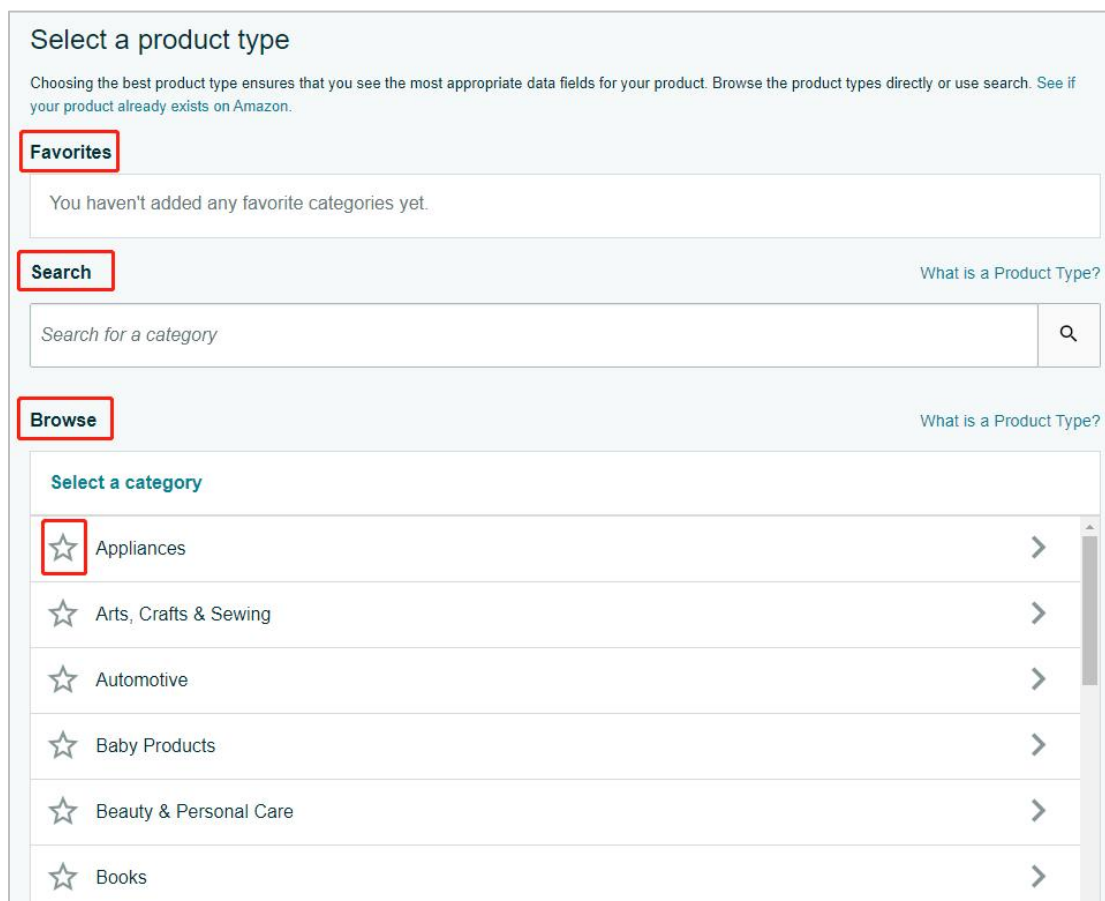 Select a product type
Choosing the best product type ensures that you see the most appropriate data fields for your product. Browse the product types directly or use search. See if
your product already exists on Amazon.
Favorites
You haven't added any favorite categories yet.
Search
What is a Product Type?
Search for a category
Browse
What is a Product Type?
Select a category
Appliances
Arts, Crafts & Sewing
Automotive
Baby Products
Beauty & Personal Care
Books